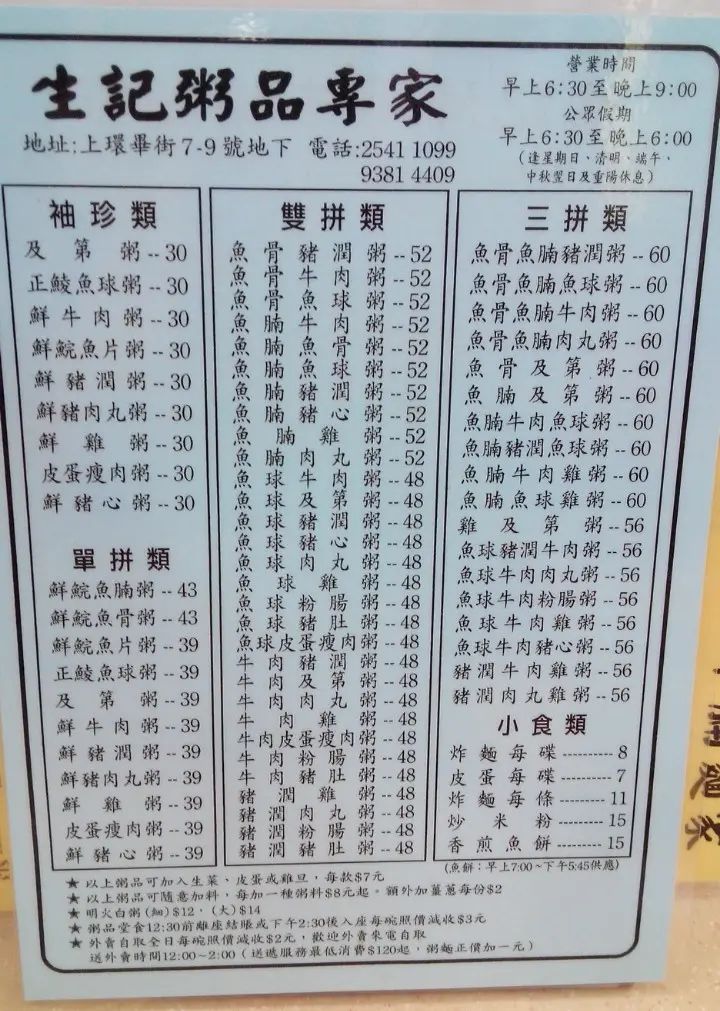 生記粥品專家
地址:上環畢街7-9號地下 電話:2541 1099
9381 4409
營業時間
早上6:30至晚上9:00
公眾假期
早上6:30至晚上6:00
(逢星期日、清明、端午、
中秋翌日及重陽休息)
袖珍類
及第粥--30
正鯪魚球粥--30
鮮牛肉粥--30
鮮鯇魚片粥--30
鮮豬潤粥--30
鮮豬肉丸粥--30
鮮雞粥--30
皮蛋瘦肉粥--30
鮮豬心粥--30
單拼類
鮮鯇魚腩粥--43
鮮鯇魚骨粥--43
鮮鯇魚片粥--39
正鯪魚球粥--39
及第粥--39
鮮牛肉粥--39
鮮豬潤粥--39
鮮豬肉丸粥--39
鮮雞粥--39
皮蛋瘦肉粥--39
鮮豬心粥--39
雙拼類
魚骨豬潤粥--52
魚骨牛肉粥--52
魚骨魚球粥--52
魚腩牛肉粥--52
魚腩魚骨粥--52
魚腩魚球粥--52
魚腩豬潤粥--52
魚腩豬心粥--52
魚腩雞粥--52
魚腩肉丸粥--52
魚球牛肉粥--48
魚球及第粥--48
魚球豬潤粥--48
魚球豬心粥--48
魚球肉丸粥--48
魚球雞粥--48
魚球粉腸粥--48
魚球豬肚粥--48
魚球皮蛋瘦肉粥--48
牛肉豬潤粥--48
牛肉及第粥--48
牛肉肉丸粥--48
牛肉雞粥--48
牛肉皮蛋瘦肉粥--48
牛肉粉腸粥--48
牛肉豬肚粥--48
豬潤雞粥--48
豬潤肉丸粥--48
豬潤粉腸粥--48
豬潤豬肚粥--48
三拼類
魚骨魚腩豬潤粥--60
魚骨魚腩魚球粥--60
魚骨魚腩牛肉粥--60
魚骨魚腩肉丸粥--60
魚骨及第粥--60
魚腩及第粥--60
魚腩牛肉魚球粥--60
魚腩豬潤魚球粥--60
魚腩牛肉雞粥--60
魚腩魚球雞粥--60
雞及第粥--56
魚球豬潤牛肉粥--56
魚球牛肉肉丸粥--56
魚球牛肉粉腸粥--56
魚球牛肉雞粥--56
魚球牛肉豬心粥--56
豬潤牛肉雞粥--56
豬潤肉丸雞粥--56
小食類
炸麵每碟----------8
皮蛋每碟----------7
炸麵每條---------11
炒米粉---------15
香煎魚餅---------15
(魚餅:早上7:00~下午5:45供應)
★以上粥品可加入生菜、皮蛋或雞旦,每款$7元
★以上粥品可隨意加料,每加一種粥料$8元起。額外加薑蔥每份$2
★明火白粥(細)$12,(大)$14
★粥品堂食12:30前離座結賬或下午2:30後入座每碗照價減收$3元
★外賣自取全日每碗照價減收$2元,歡迎外賣來電自取
送外賣時間12:00~2:00(送遞服務最低消費$120起,粥麵正價加一元)